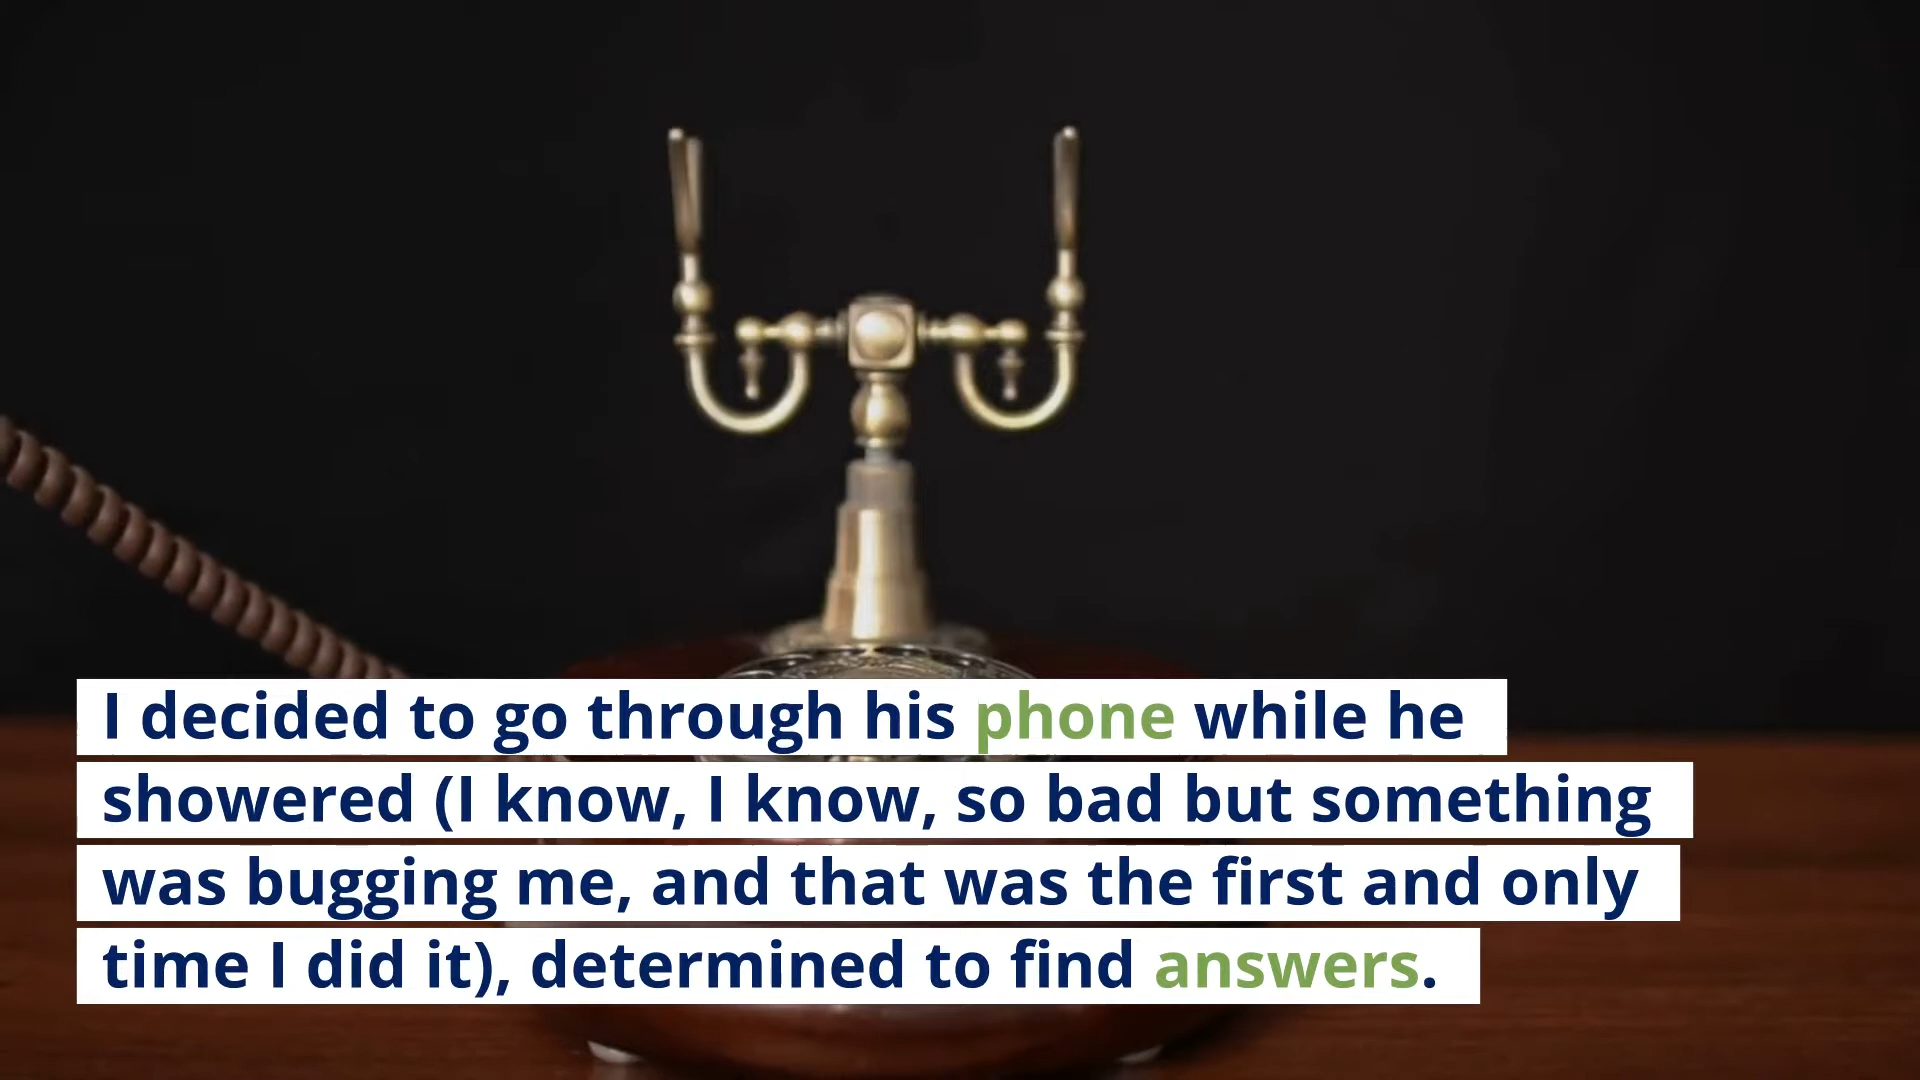 I decided to go through his phone while he
showered (I know, I know, so bad but something
was bugging me, and that was the first and only
time I did it), determined to find answers.